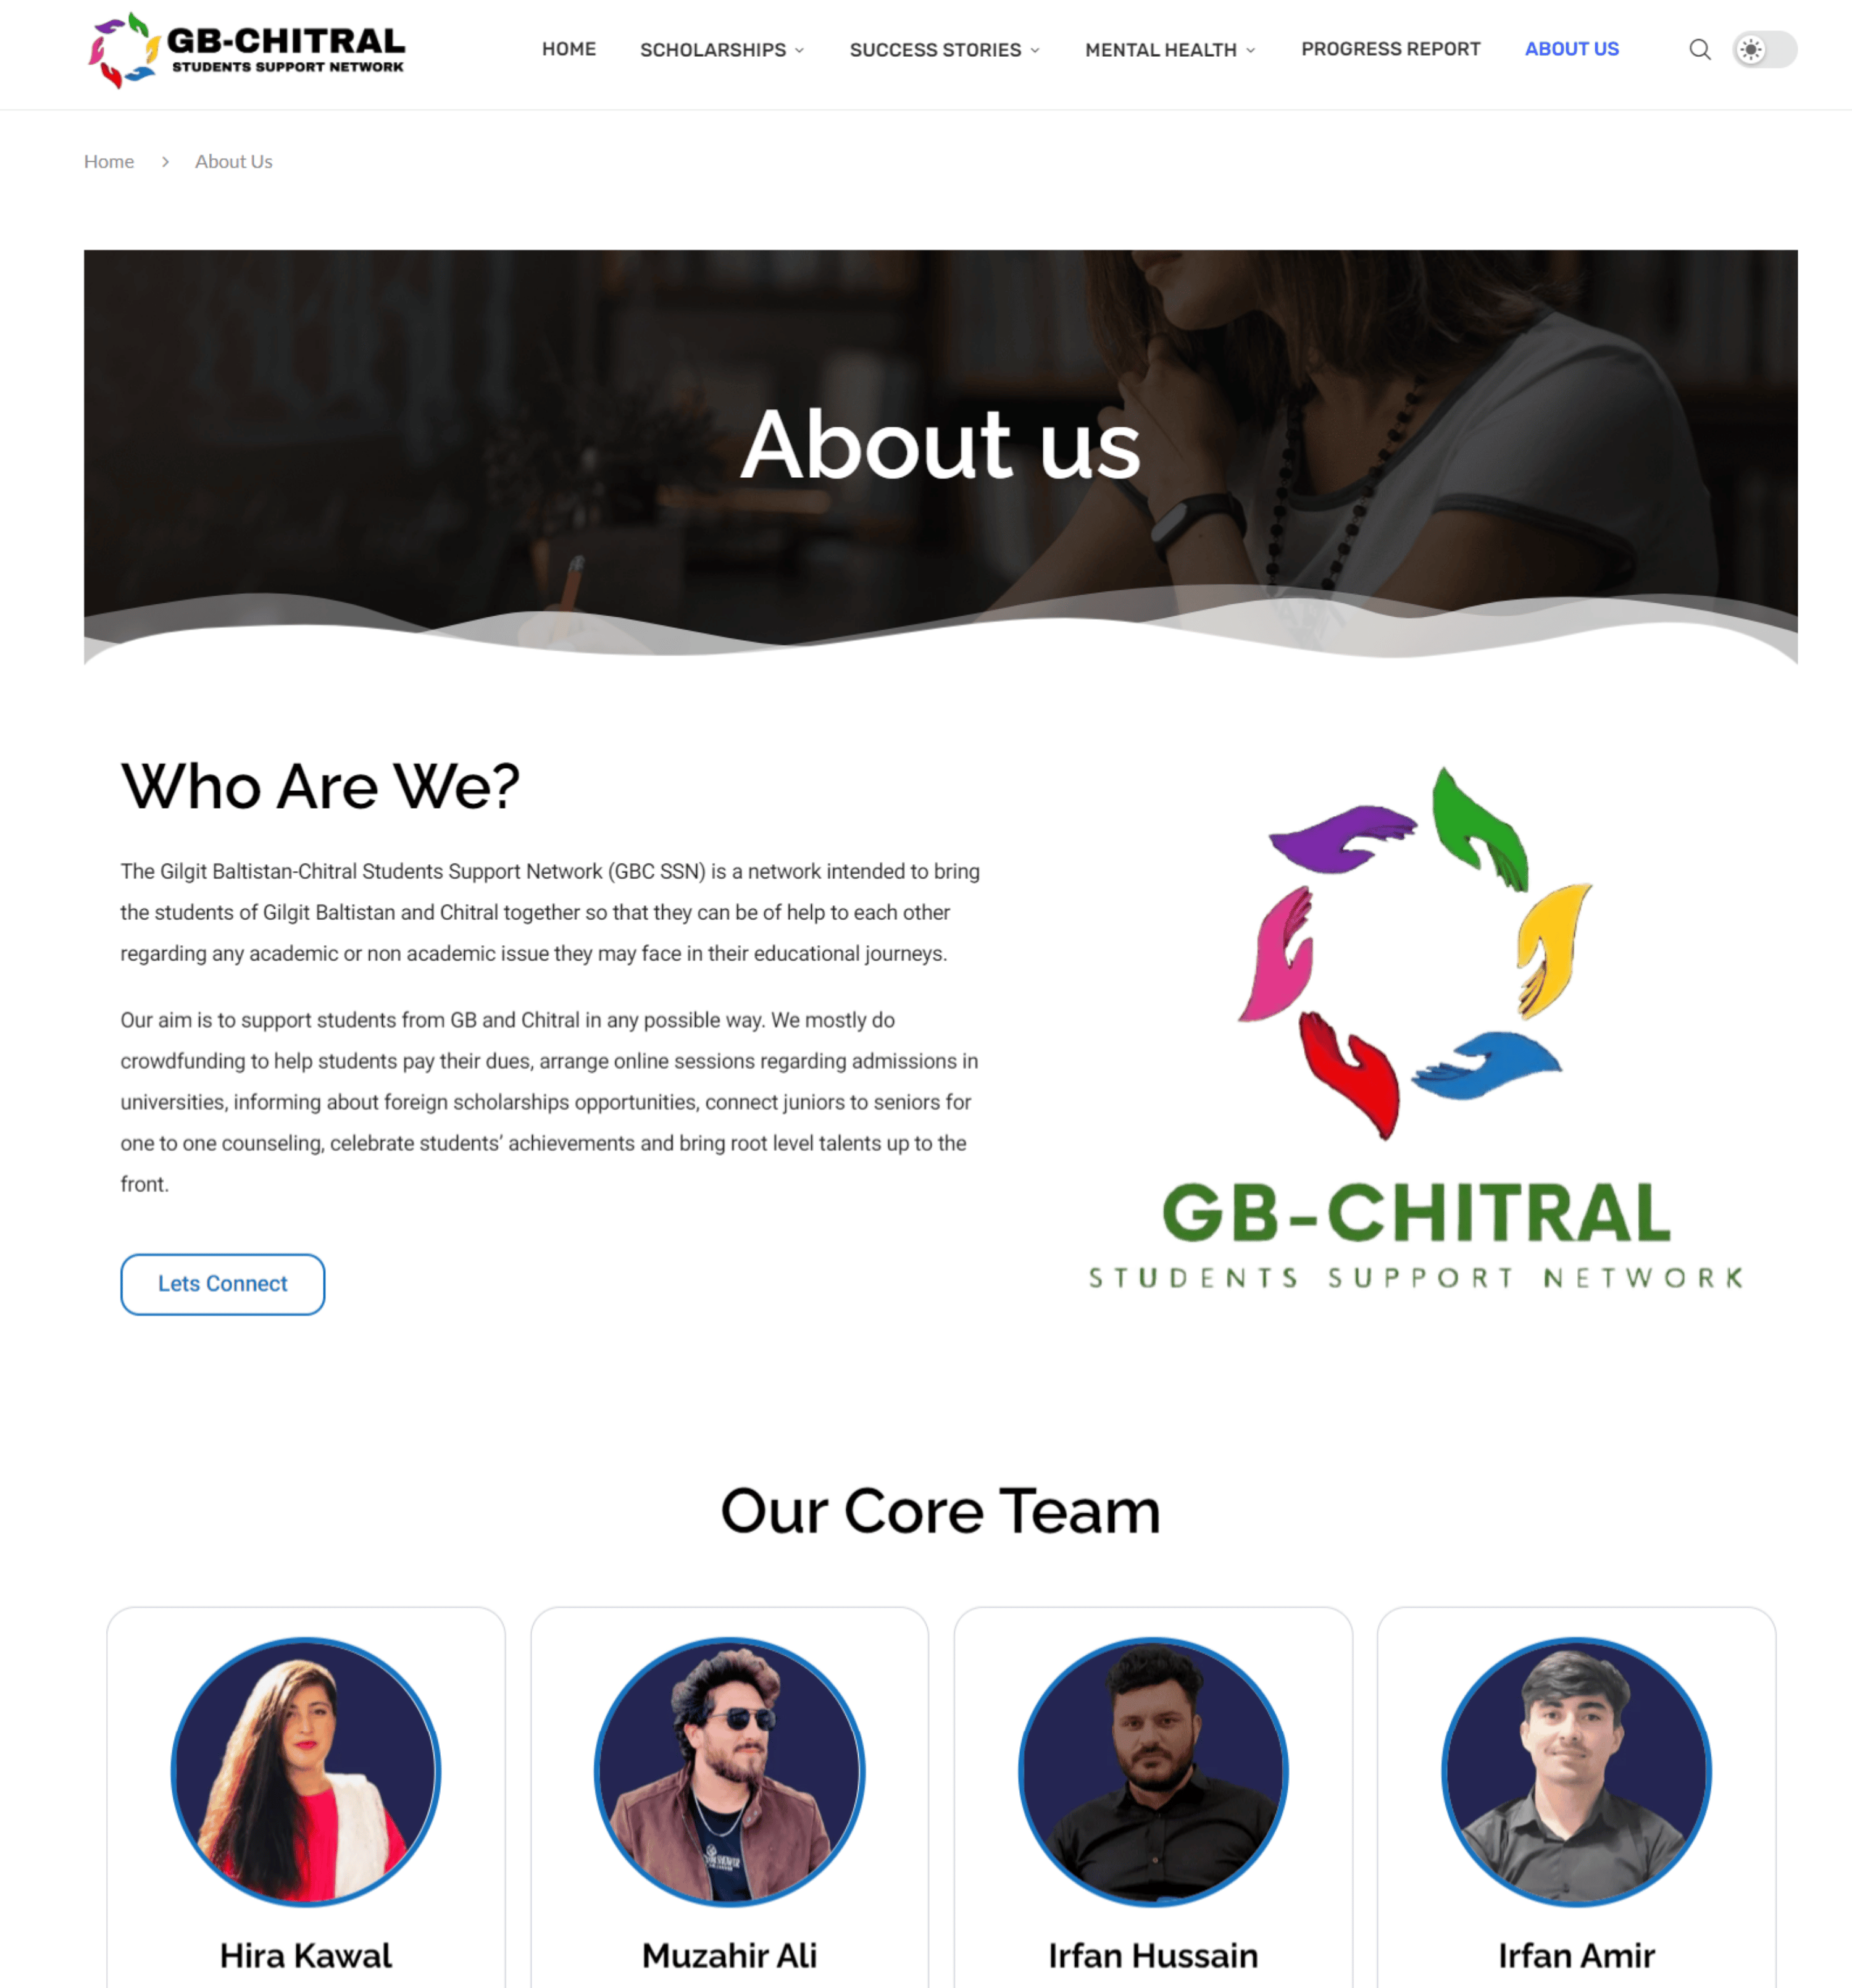 GB-CHITRAL
STUDENTS SUPPORT NETWORK
HOME
SCHOLARSHIPS
SUCCESS STORIES
MENTAL HEALTH
PROGRESS REPORT
ABOUT US
Home > About Us
About us
Who Are We?
The Gilgit Baltistan-Chitral Students Support Network (GBC SSN) is a network intended to bring
the students of Gilgit Baltistan and Chitral together so that they can be of help to each other
regarding any academic or non academic issue they may face in their educational journeys.
Our aim is to support students from GB and Chitral in any possible way. We mostly do
crowdfunding to help students pay their dues, arrange online sessions regarding admissions in
universities, informing about foreign scholarships opportunities, connect juniors to seniors for
one to one counseling, celebrate students’ achievements and bring root level talents up to the
front.
Lets Connect
GB-CHITRAL
STUDENTS SUPPORT NETWORK
Our Core Team
Hira Kawal
Muzahir Ali
Irfan Hussain
Irfan Amir